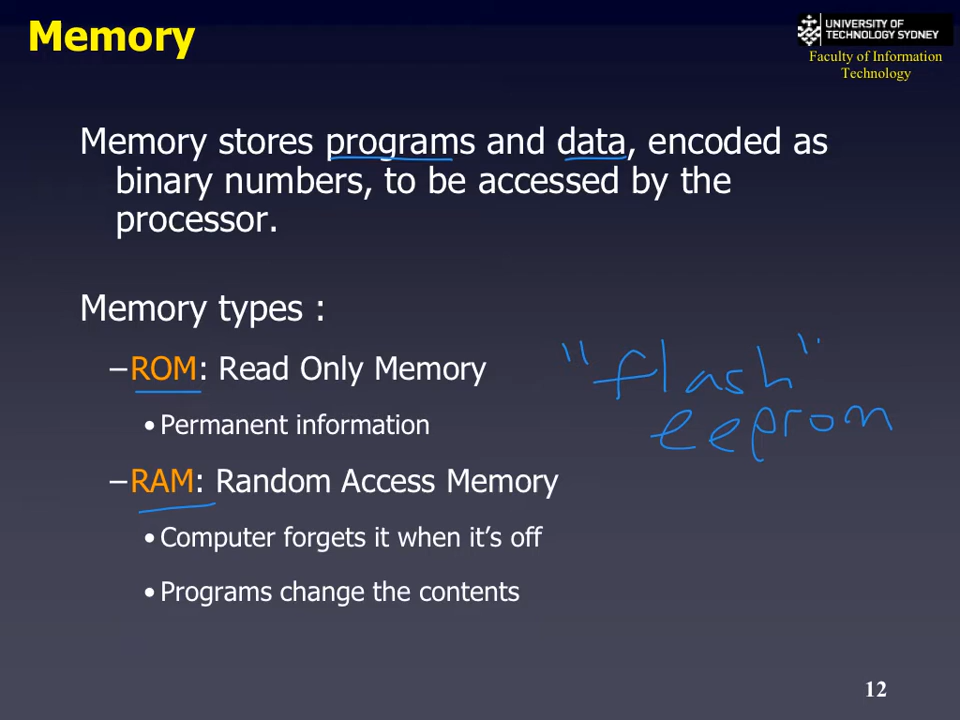 Memory
UNIVERSITY OF
TECHNOLOGY SYDNEY
Faculty of Information
Technology
Memory stores programs and data, encoded as
binary numbers, to be accessed by the
processor.
Memory types :
–ROM: Read Only Memory
"flash"
•Permanent information
eeprom
–RAM: Random Access Memory
•Computer forgets it when it's off
•Programs change the contents
12